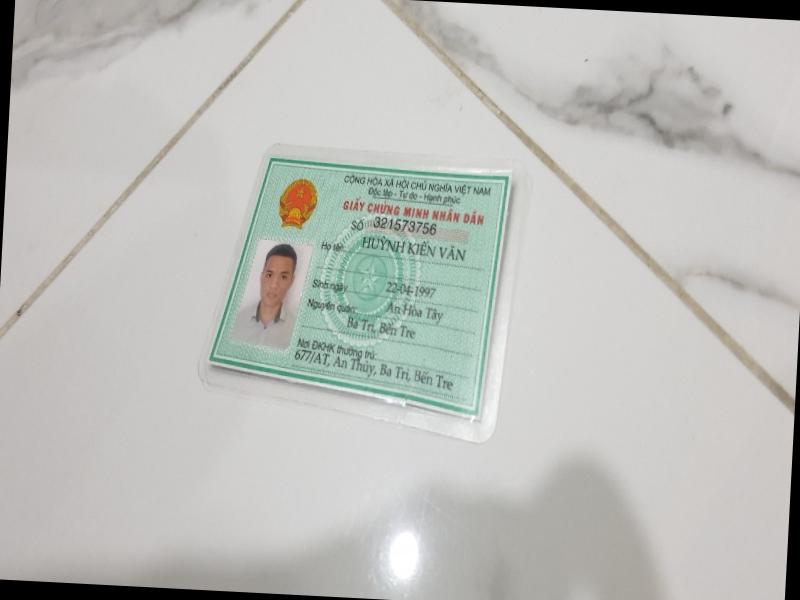 CỘNG HÒA XÃ HỘI CHỦ NGHĨA VIỆT NAM
Độc lập - Tự do - Hạnh phúc
GIẤY CHỨNG MINH NHÂN DÂN
SỐ 321573756
Họ tên: HUỲNH KIẾN VĂN
Sinh ngày 22-04-1997
Nguyên quán: An Hòa Tây
Ba Tri, Bến Tre
Nơi ĐKHK thường trú:
677/AT, An Thủy, Ba Tri, Bến Tre